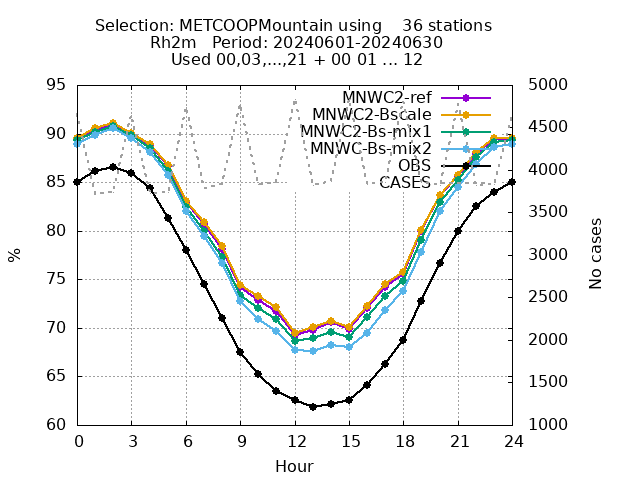 Selection: METCOOPMountain using    36 stations
Rh2m   Period: 20240601-20240630
Used 00,03,...,21 + 00 01 ... 12
MNWC2-ref
MNWC2-Bscale
MNWC2-Bs-mix1
MNWC-Bs-mix2
OBS
CASES
95
90
85
80
75
70
65
60
%
5000
4500
4000
3500
3000
2500
2000
1500
1000
No cases
0 3 6 9 12 15 18 21 24
Hour